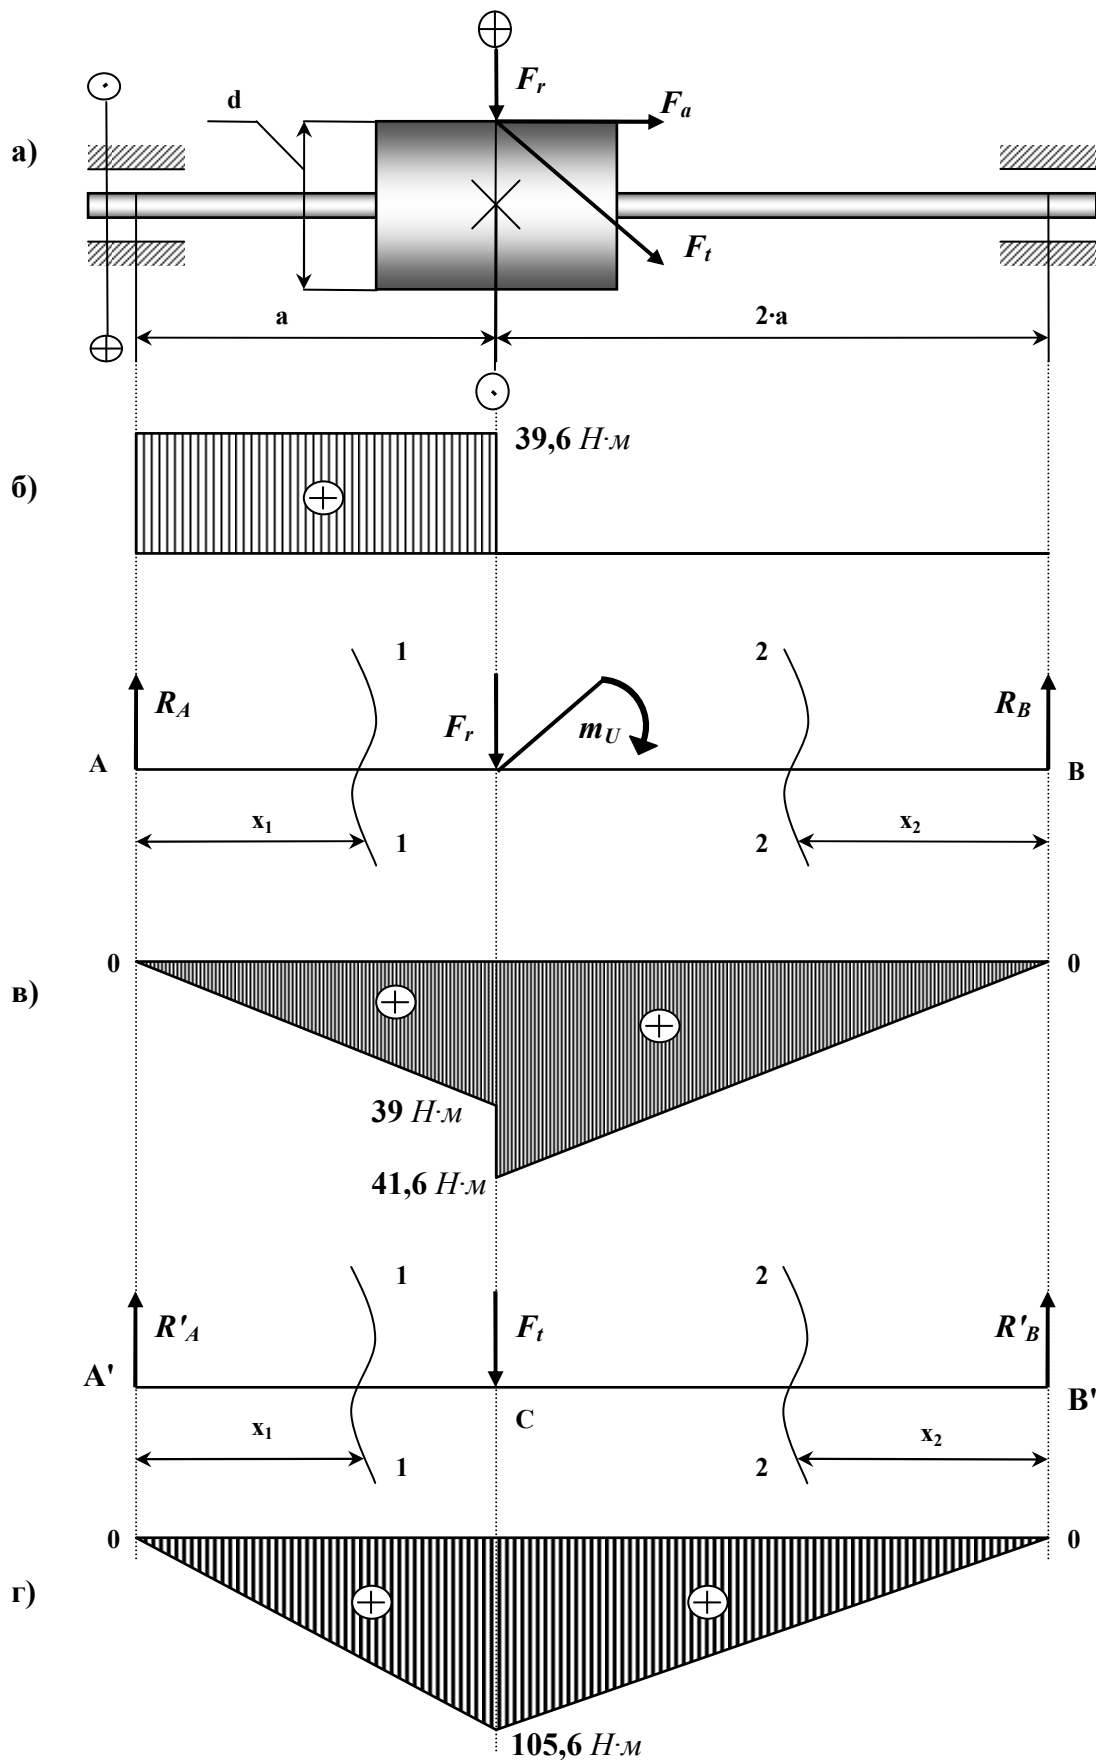 F_r
d
F_a
а)
F_t
a
2·a
39,6 Н·м
б)
1
2
R_A
R_B
F_r
m_U
A
B
x_1
x_2
1
2
0
0
в)
39 Н·м
41,6 Н·м
1
2
R'_A
F_t
R'_B
A'
B'
C
x_1
x_2
1
2
0
0
г)
105,6 Н·м